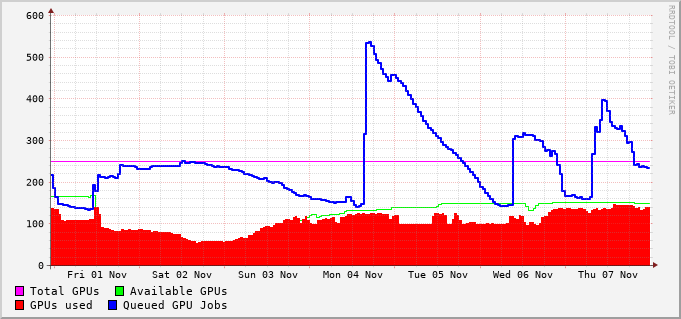 RRDTOOL / TOBI OETIKER
600
500
400
300
200
100
0
Fri 01 Nov Sat 02 Nov Sun 03 Nov Mon 04 Nov Tue 05 Nov Wed 06 Nov Thu 07 Nov
Total GPUs Available GPUs
GPUs used Queued GPU Jobs